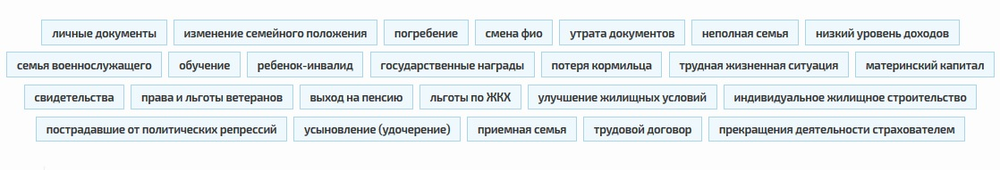 личные документы изменение семейного положения погребение смена фио утрата документов неполная семья низкий уровень доходов
семья военнослужащего обучение ребенок-инвалид государственные награды потеря кормильца трудная жизненная ситуация материнский капитал
свидетельства права и льготы ветеранов выход на пенсию льготы по ЖКХ улучшение жилищных условий индивидуальное жилищное строительство
пострадавшие от политических репрессий усыновление (удочерение) приемная семья трудовой договор прекращения деятельности страхователем